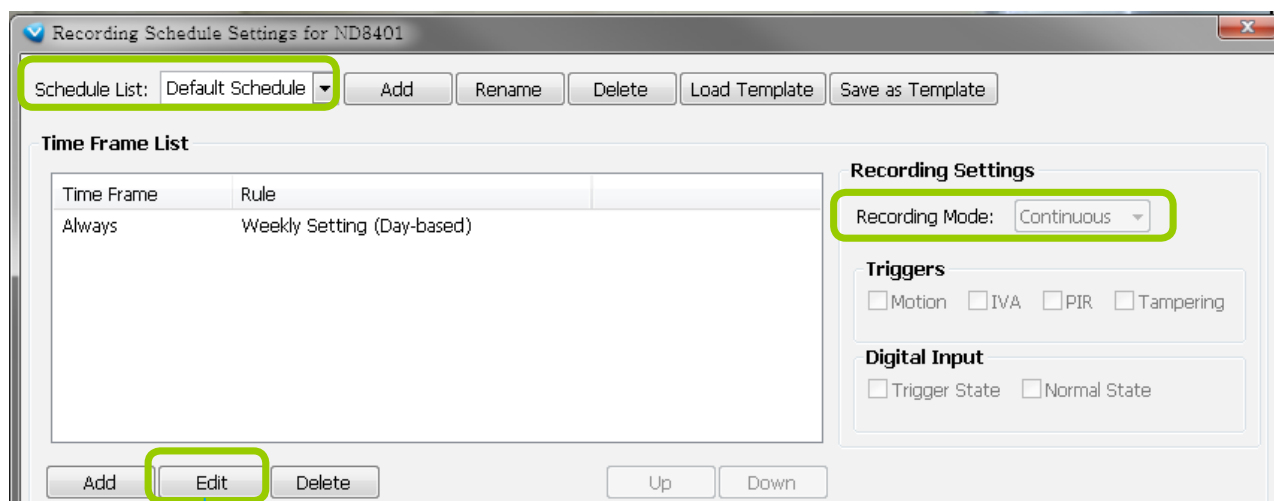 Recording Schedule Settings for ND8401
Schedule List: Default Schedule Add Rename Delete Load Template Save as Template
Time Frame List
Time Frame Rule
Always Weekly Setting (Day-based)
Recording Settings
Recording Mode: Continuous
Triggers
Motion IVA PIR Tampering
Digital Input
Trigger State Normal State
Add Edit Delete Up Down